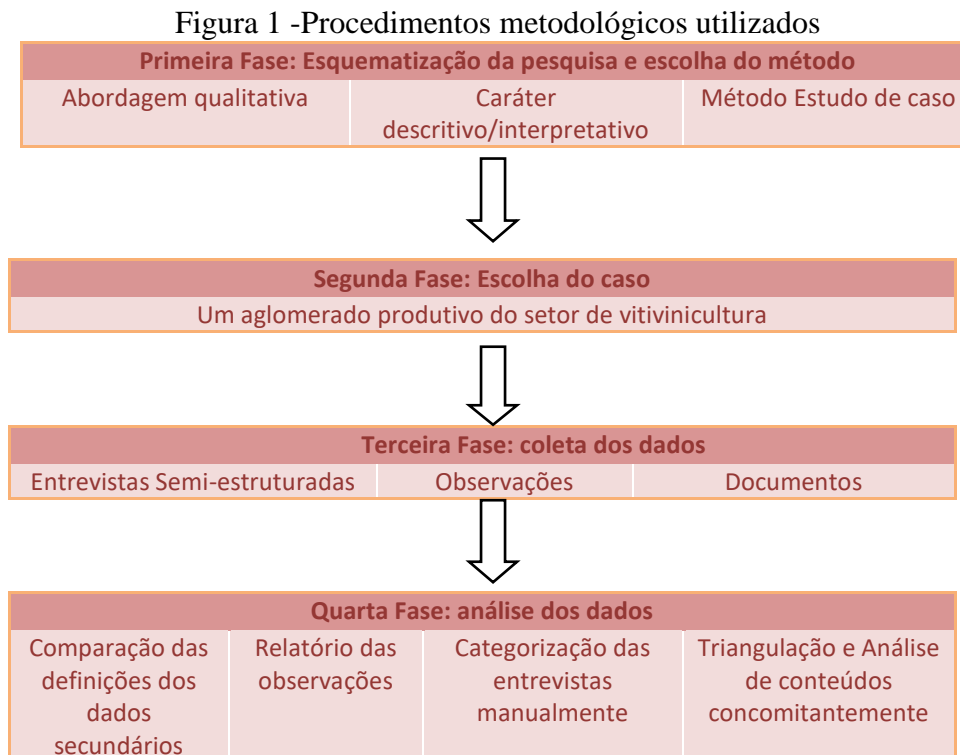 Figura 1 -Procedimentos metodológicos utilizados
Primeira Fase: Esquematização da pesquisa e escolha do método
Abordagem qualitativa
Caráter
descritivo/interpretativo
Método Estudo de caso
Segunda Fase: Escolha do caso
Um aglomerado produtivo do setor de vitivinicultura
Terceira Fase: coleta dos dados
Entrevistas Semi-estruturadas
Observações
Documentos
Quarta Fase: análise dos dados
Comparação das
definições dos
dados
secundários
Relatório das
observações
Categorização das
entrevistas
manualmente
Triangulação e Análise
de conteúdos
concomitantemente